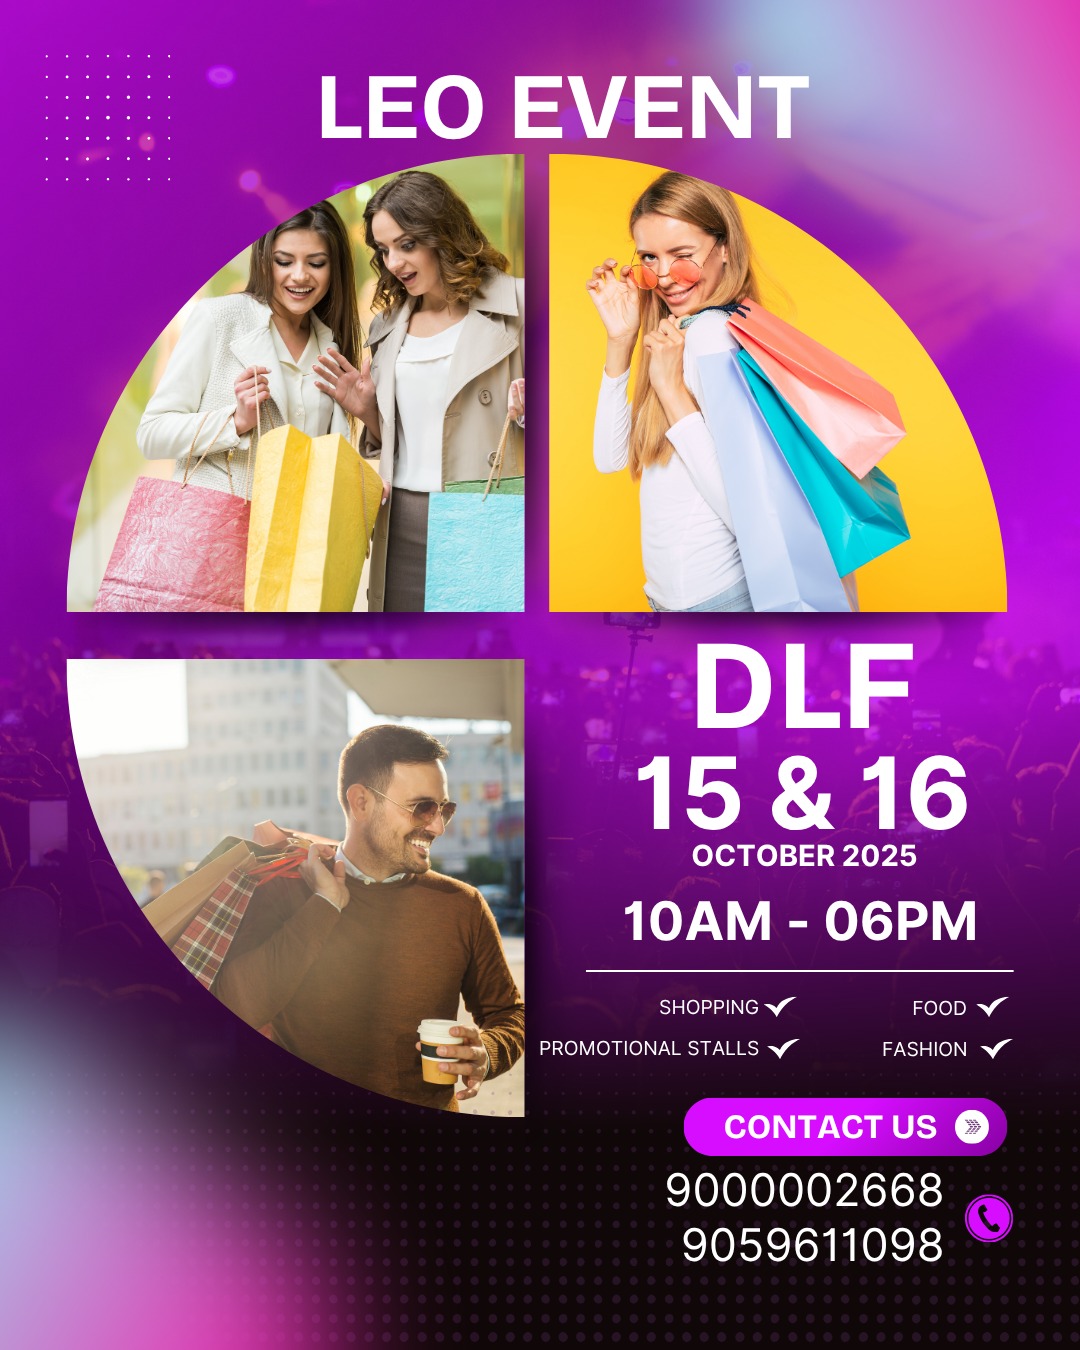 LEO EVENT
DLF
15 & 16
OCTOBER 2025
10AM - 06PM
SHOPPING FOOD
PROMOTIONAL STALLS FASHION
CONTACT US
9000002668
9059611098